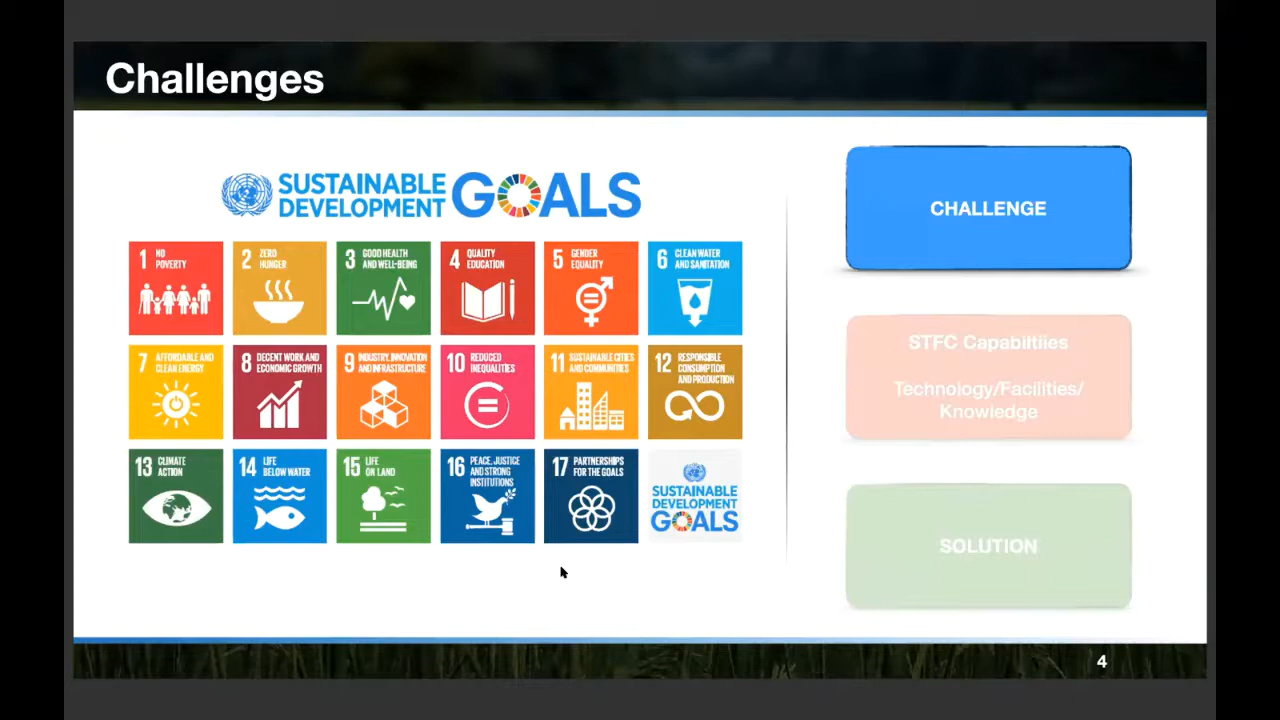 Challenges
SUSTAINABLE
DEVELOPMENT
GOALS
1 NO
POVERTY
2 ZERO
HUNGER
3 GOOD HEALTH
AND WELL-BEING
4 QUALITY
EDUCATION
5 GENDER
EQUALITY
6 CLEAN WATER
AND SANITATION
7 AFFORDABLE AND
CLEAN ENERGY
8 DECENT WORK AND
ECONOMIC GROWTH
9 INDUSTRY, INNOVATION
AND INFRASTRUCTURE
10 REDUCED
INEQUALITIES
11 SUSTAINABLE CITIES
AND COMMUNITIES
12 RESPONSIBLE
CONSUMPTION
AND PRODUCTION
13 CLIMATE
ACTION
14 LIFE
BELOW WATER
15 LIFE
ON LAND
16 PEACE, JUSTICE
AND STRONG
INSTITUTIONS
17 PARTNERSHIPS
FOR THE GOALS
SUSTAINABLE
DEVELOPMENT
GOALS
CHALLENGE
STFC Capabiltiies
Technology/Facilities/
Knowledge
SOLUTION
4